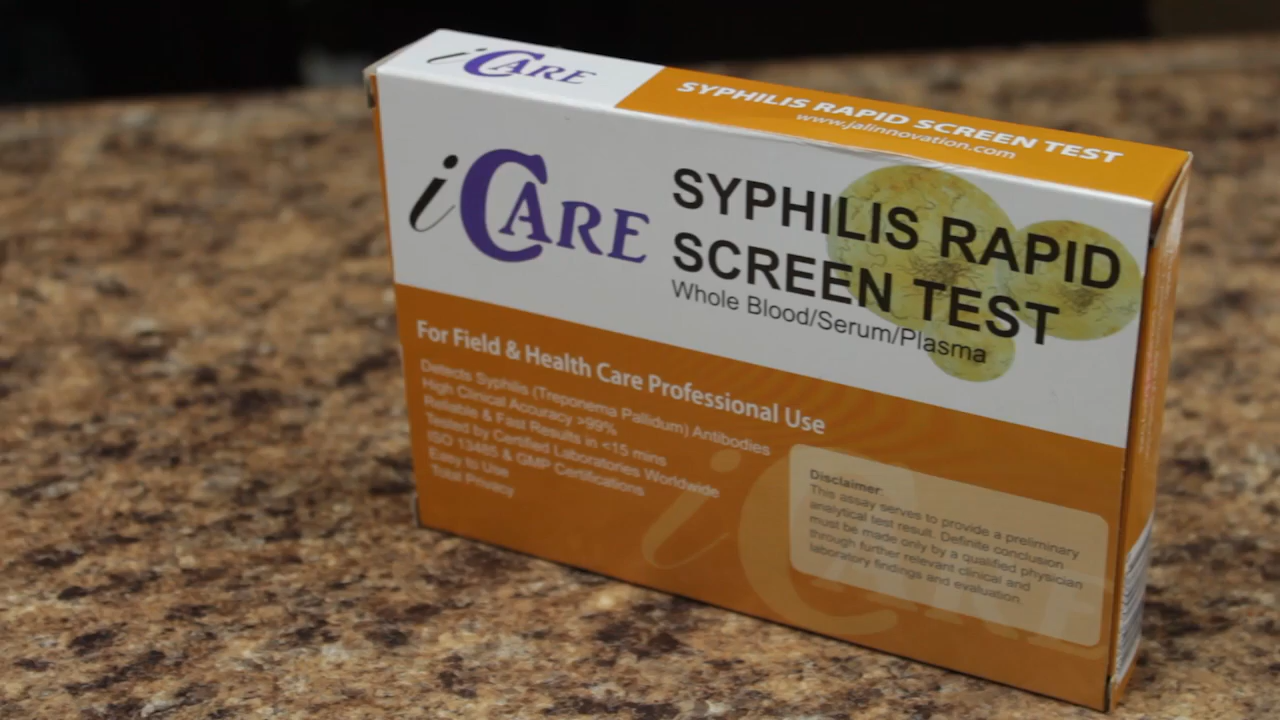 iCARE
SYPHILIS RAPID SCREEN TEST
www.jalinnovation.com
iCARE
SYPHILIS RAPID
SCREEN TEST
Whole Blood/Serum/Plasma
For Field & Health Care Professional Use
Detects Syphilis (Treponema Pallidum) Antibodies
High Clinical Accuracy >99%
Reliable & Fast Results in <15 mins
Tested by Certified Laboratories Worldwide
ISO 13485 & GMP Certifications
Easy to Use
Total Privacy
Disclaimer:
This assay serves to provide a preliminary
analytical test result. Definite conclusion
must be made only by a qualified physician
through further relevant clinical and
laboratory findings and evaluation.